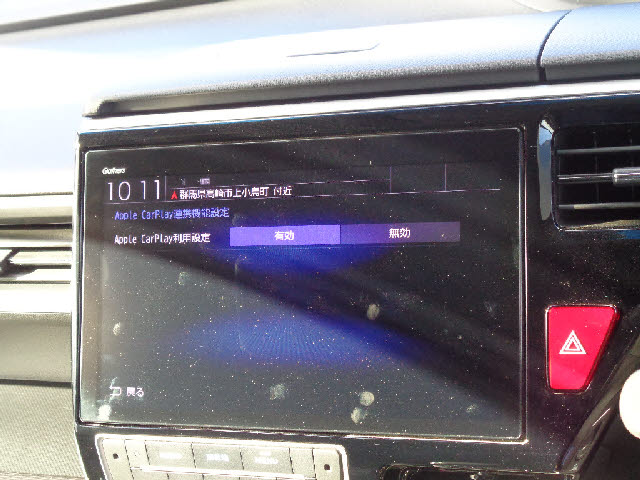 Gathers
10 11 群馬県高崎市上小鳥町 付近
Apple CarPlay連携機器設定
Apple CarPlay利用設定 有効 無効
戻る